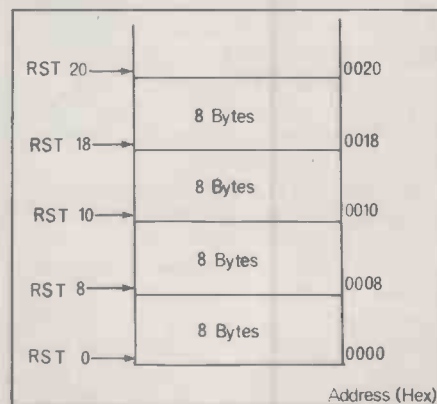 RST 20 0020
8 Bytes
RST 18 0018
8 Bytes
RST 10 0010
8 Bytes
RST 8 0008
8 Bytes
RST 0 0000
Address (Hex)